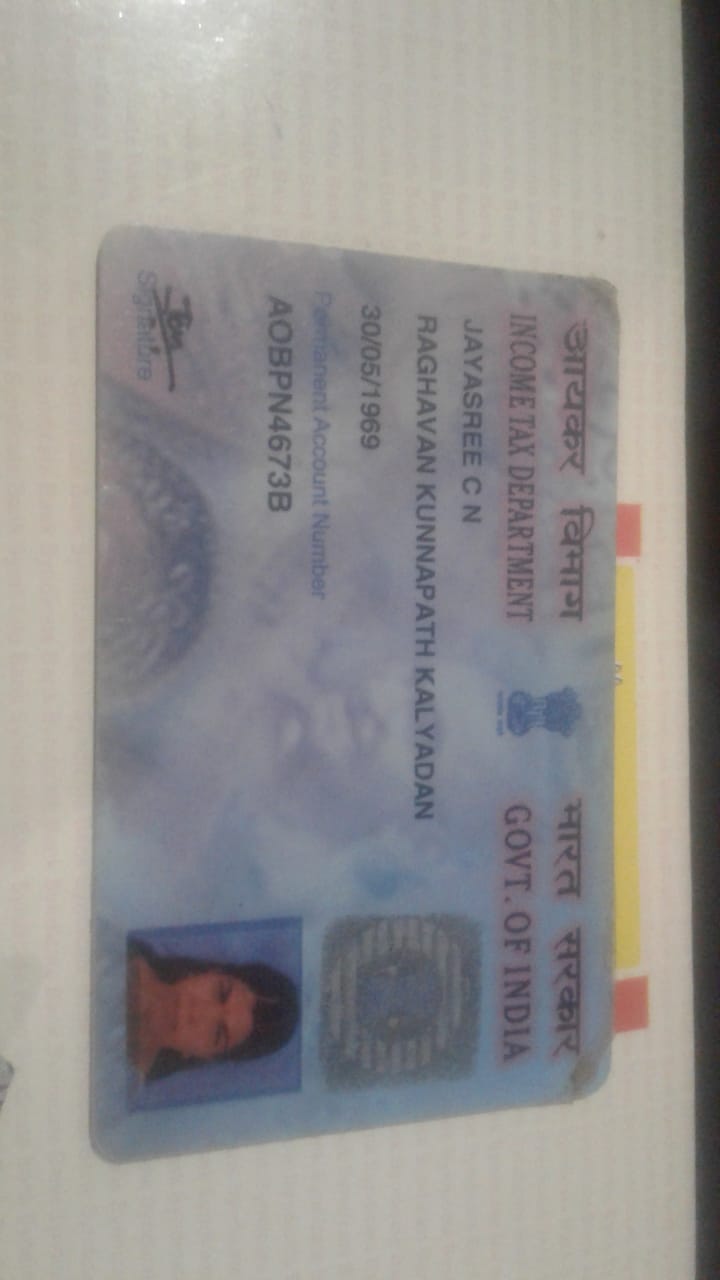 आयकर विभाग भारत सरकार
INCOME TAX DEPARTMENT GOVT. OF INDIA
JAYASREE C N
RAGHAVAN KUNNAPATH KALYADAN
30/05/1969
Permanent Account Number
AOBPN4673B
Signature